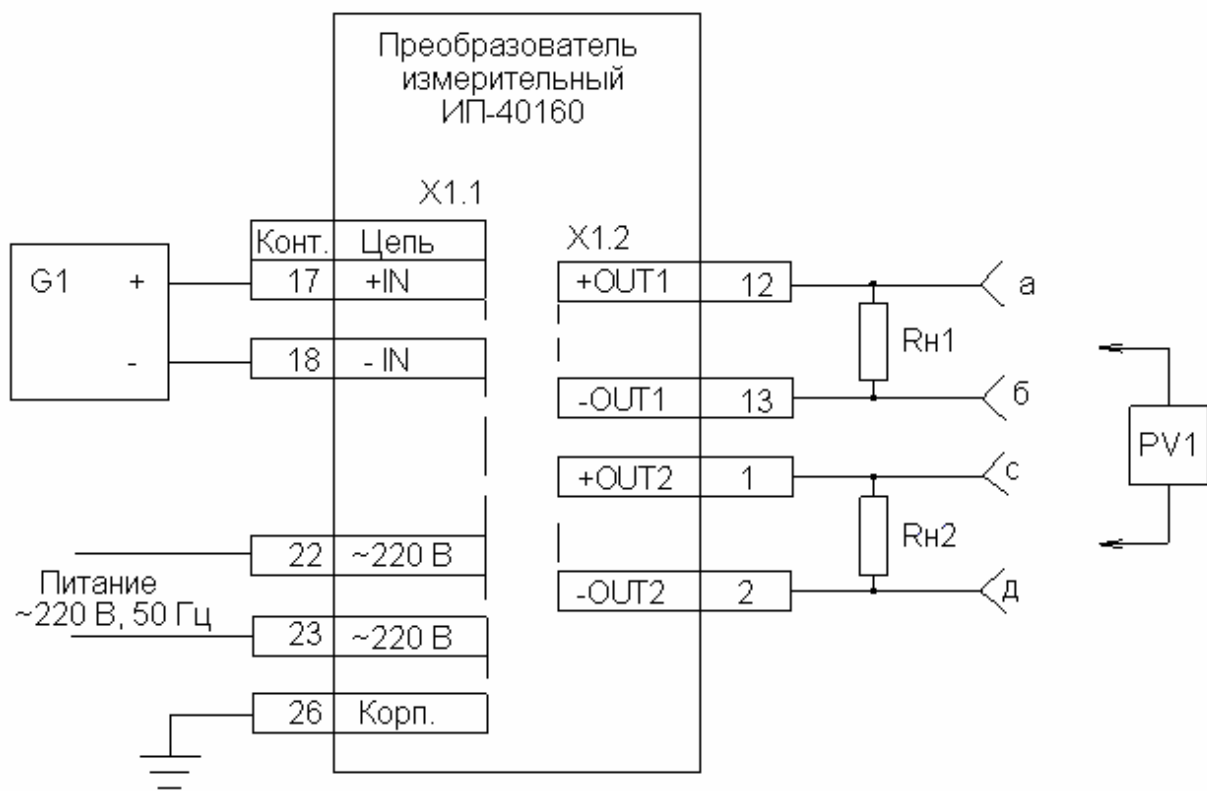 Преобразователь
измерительный
ИП-40160
X1.1
Конт. Цепь
X1.2
G1 +
17 +IN
+OUT1 12
а
Rн1
-
18 - IN
-OUT1 13
б
PV1
+OUT2 1
с
Rн2
22 ~220 В
Питание
~220 В, 50 Гц
-OUT2 2
д
23 ~220 В
26 Корп.